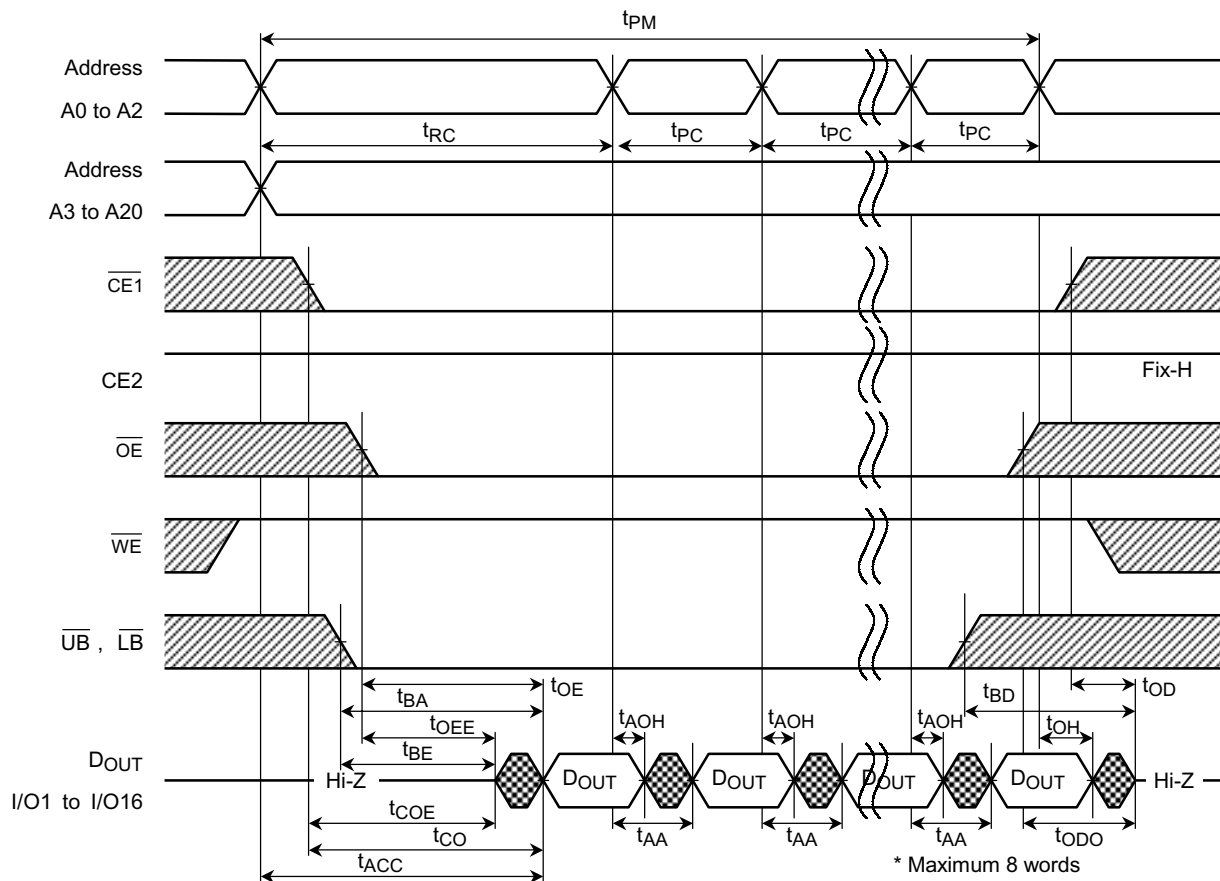 tPM
Address
A0 to A2
tRC
tPC
tPC
tPC
Address
A3 to A20
CE1
CE2
Fix-H
OE
WE
UB , LB
tOE
tOD
tBA
tBD
tOEE
tAOH
tAOH
tAOH
tOH
tBE
DOUT
I/O1 to I/O16
Hi-Z
DOUT
DOUT
DOUT
DOUT
Hi-Z
tCOE
tCO
tAA
tAA
tAA
tODO
tACC
* Maximum 8 words